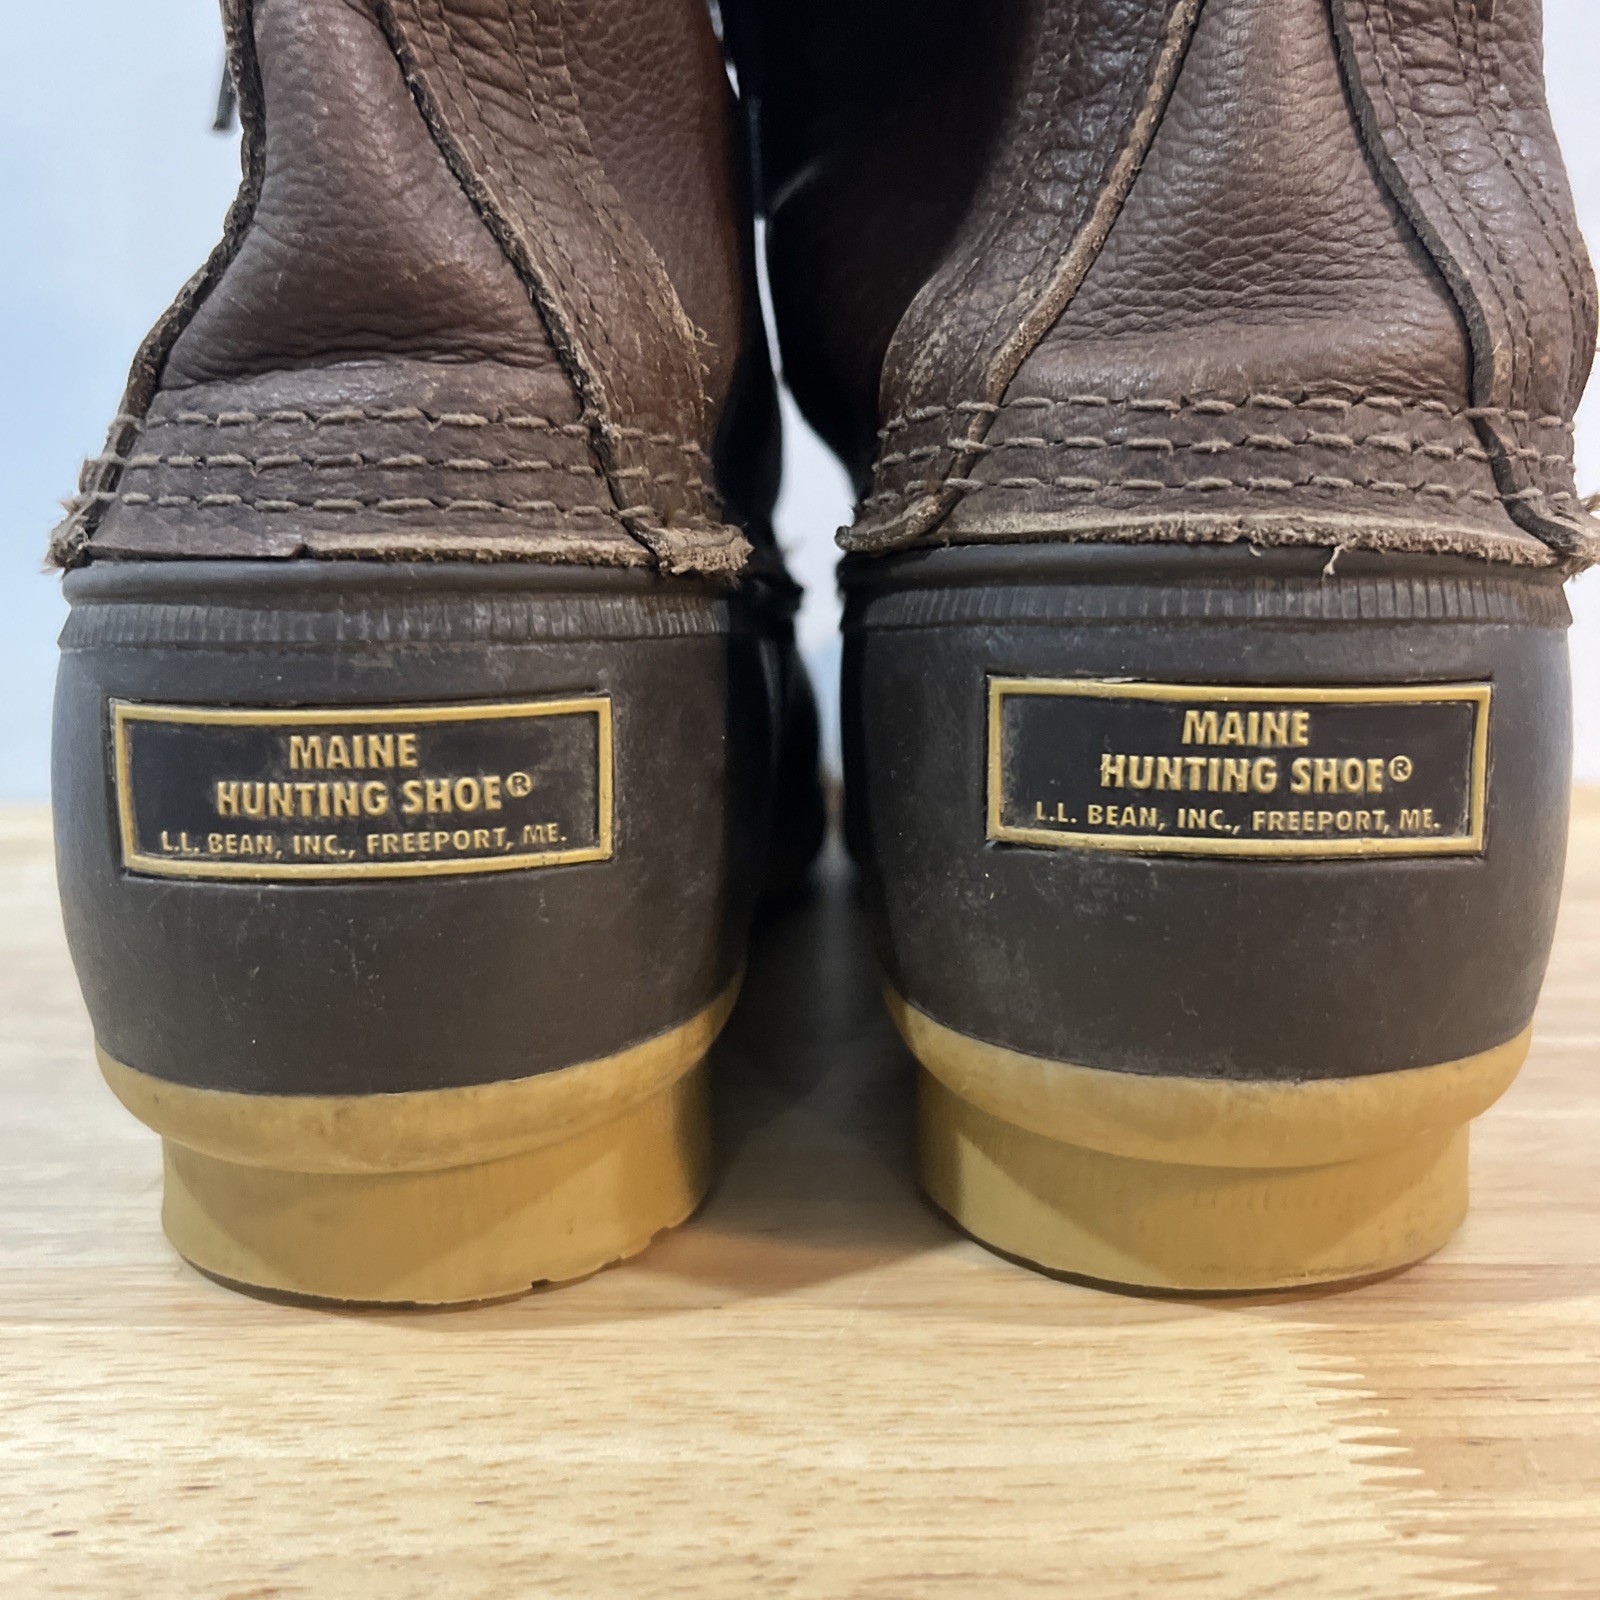 MAINE
HUNTING SHOE®
L.L. BEAN, INC., FREEPORT, ME.
MAINE
HUNTING SHOE®
L.L. BEAN, INC., FREEPORT, ME.